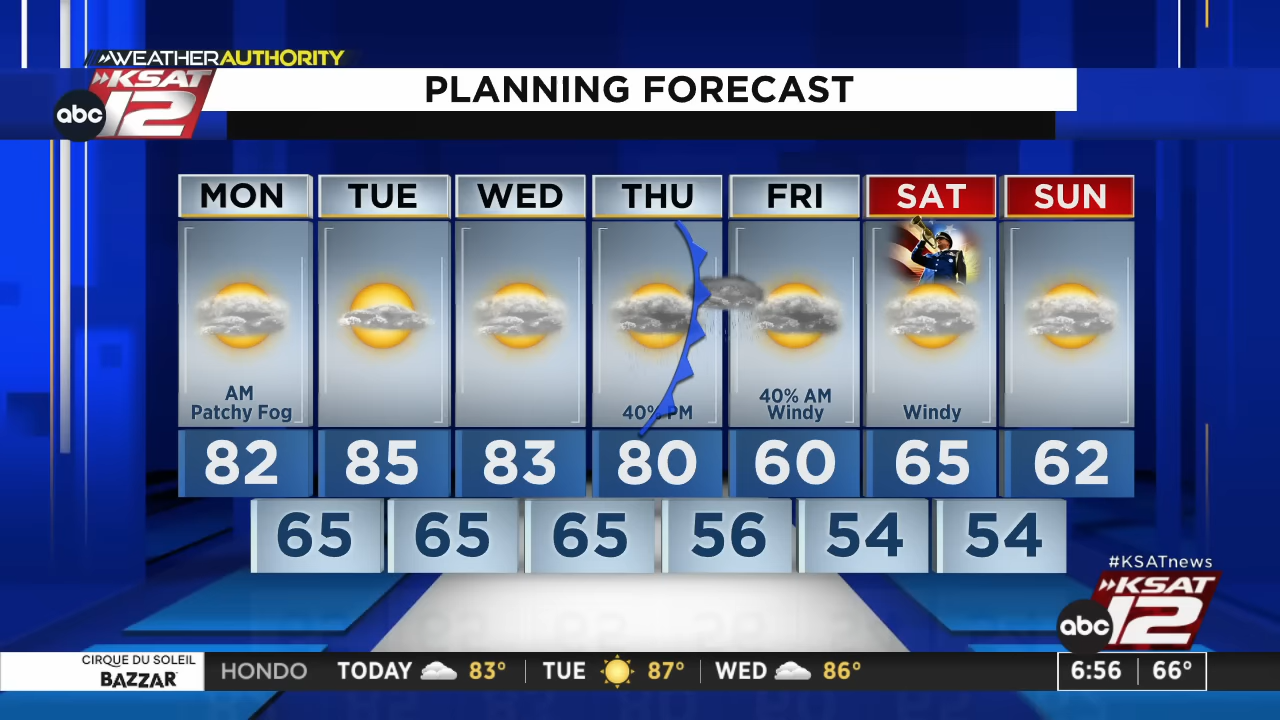 WEATHERAUTHORITY
KSAT
abc 12
PLANNING FORECAST
MON TUE WED THU FRI SAT SUN
AM
Patchy Fog
40% PM
40% AM
Windy
Windy
82 85 83 80 60 65 62
65 65 65 56 54 54
#KSATnews
KSAT
abc 12
CIRQUE DU SOLEIL
BAZZAR
HONDO TODAY 83° TUE 87° WED 86°
6:56 66°